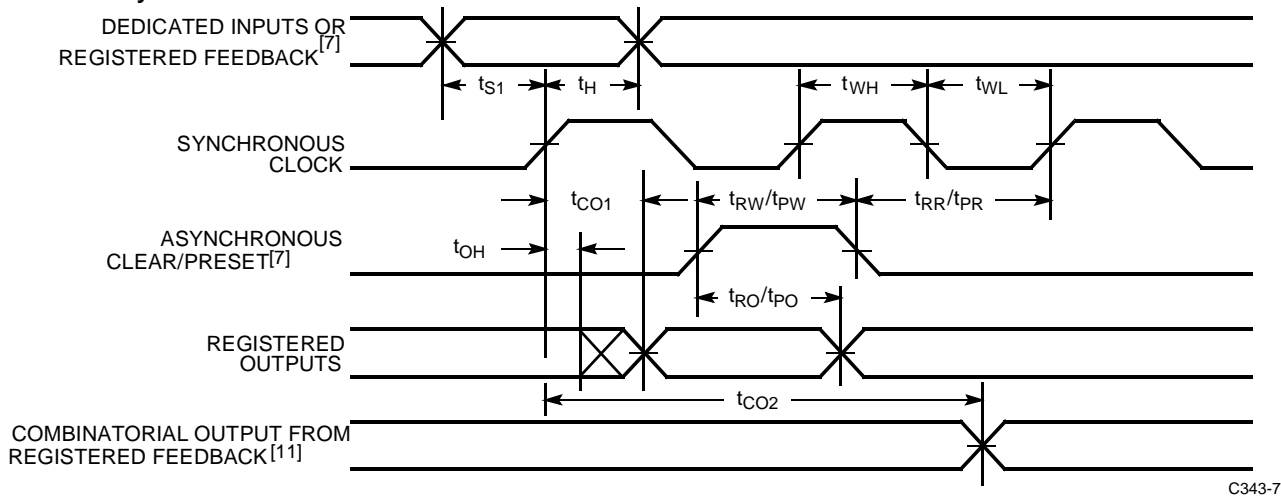 DEDICATED INPUTS OR
REGISTERED FEEDBACK[7]
tS1
tH
tWH
tWL
SYNCHRONOUS
CLOCK
tCO1
tRW/tPW
tRR/tPR
ASYNCHRONOUS
CLEAR/PRESET[7]
tOH
tRO/tPO
REGISTERED
OUTPUTS
tCO2
COMBINATORIAL OUTPUT FROM
REGISTERED FEEDBACK[11]
C343-7